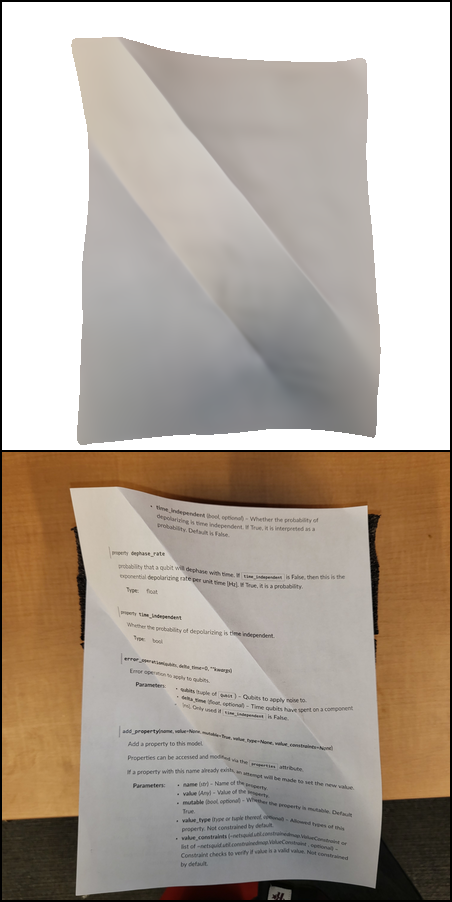 • time_independent (bool, optional) – Whether the probability of
depolarizing is time independent. If True, it is interpreted as a
probability. Default is False.
property dephase_rate
probability that a qubit will dephase with time. If time_independent is False, then this is the
exponential depolarizing rate per unit time [Hz]. If True, it is a probability.
Type: float
property time_independent
Whether the probability of depolarizing is time independent.
Type: bool
error_operation(qubits, delta_time=0, **kwargs)
Error operation to apply to qubits.
Parameters: • qubits (tuple of Qubit) – Qubits to apply noise to.
• delta_time (float, optional) – Time qubits have spent on a component
[ns]. Only used if time_independent is False.
add_property(name, value=None, mutable=True, value_type=None, value_constraints=None)
Add a property to this model.
Properties can be accessed and modified via the properties attribute.
If a property with this name already exists, an attempt will be made to set the new value
Parameters: • name (str) – Name of the property.
• value (Any) – Value of the property.
• mutable (bool, optional) – Whether the property is mutable. Default
True.
• value_type (type or tuple thereof, optional) – Allowed types of this
property. Not constrained by default.
• value_constraints (~netsquid.util.constrainedmap.ValueConstraint or
list of ~netsquid.util.constrainedmap.ValueConstraint , optional) –
Constraint checks to verify if value is a valid value. Not constrained
by default.